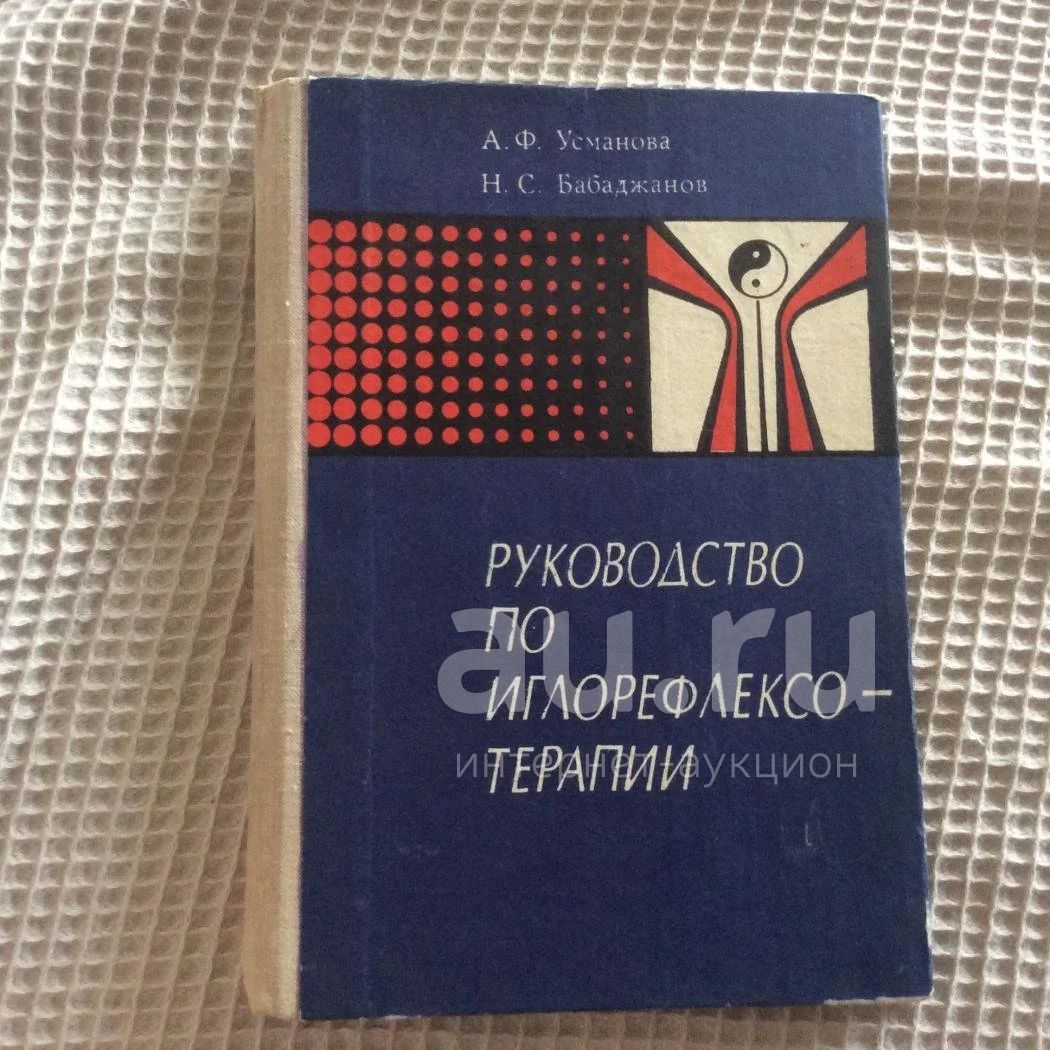 А. Ф. Усманова
Н. С. Бабаджанов
РУКОВОДСТВО
ПО
ИГЛОРЕФЛЕКСО-
ТЕРАПИИ
au.ru
интернет-аукцион